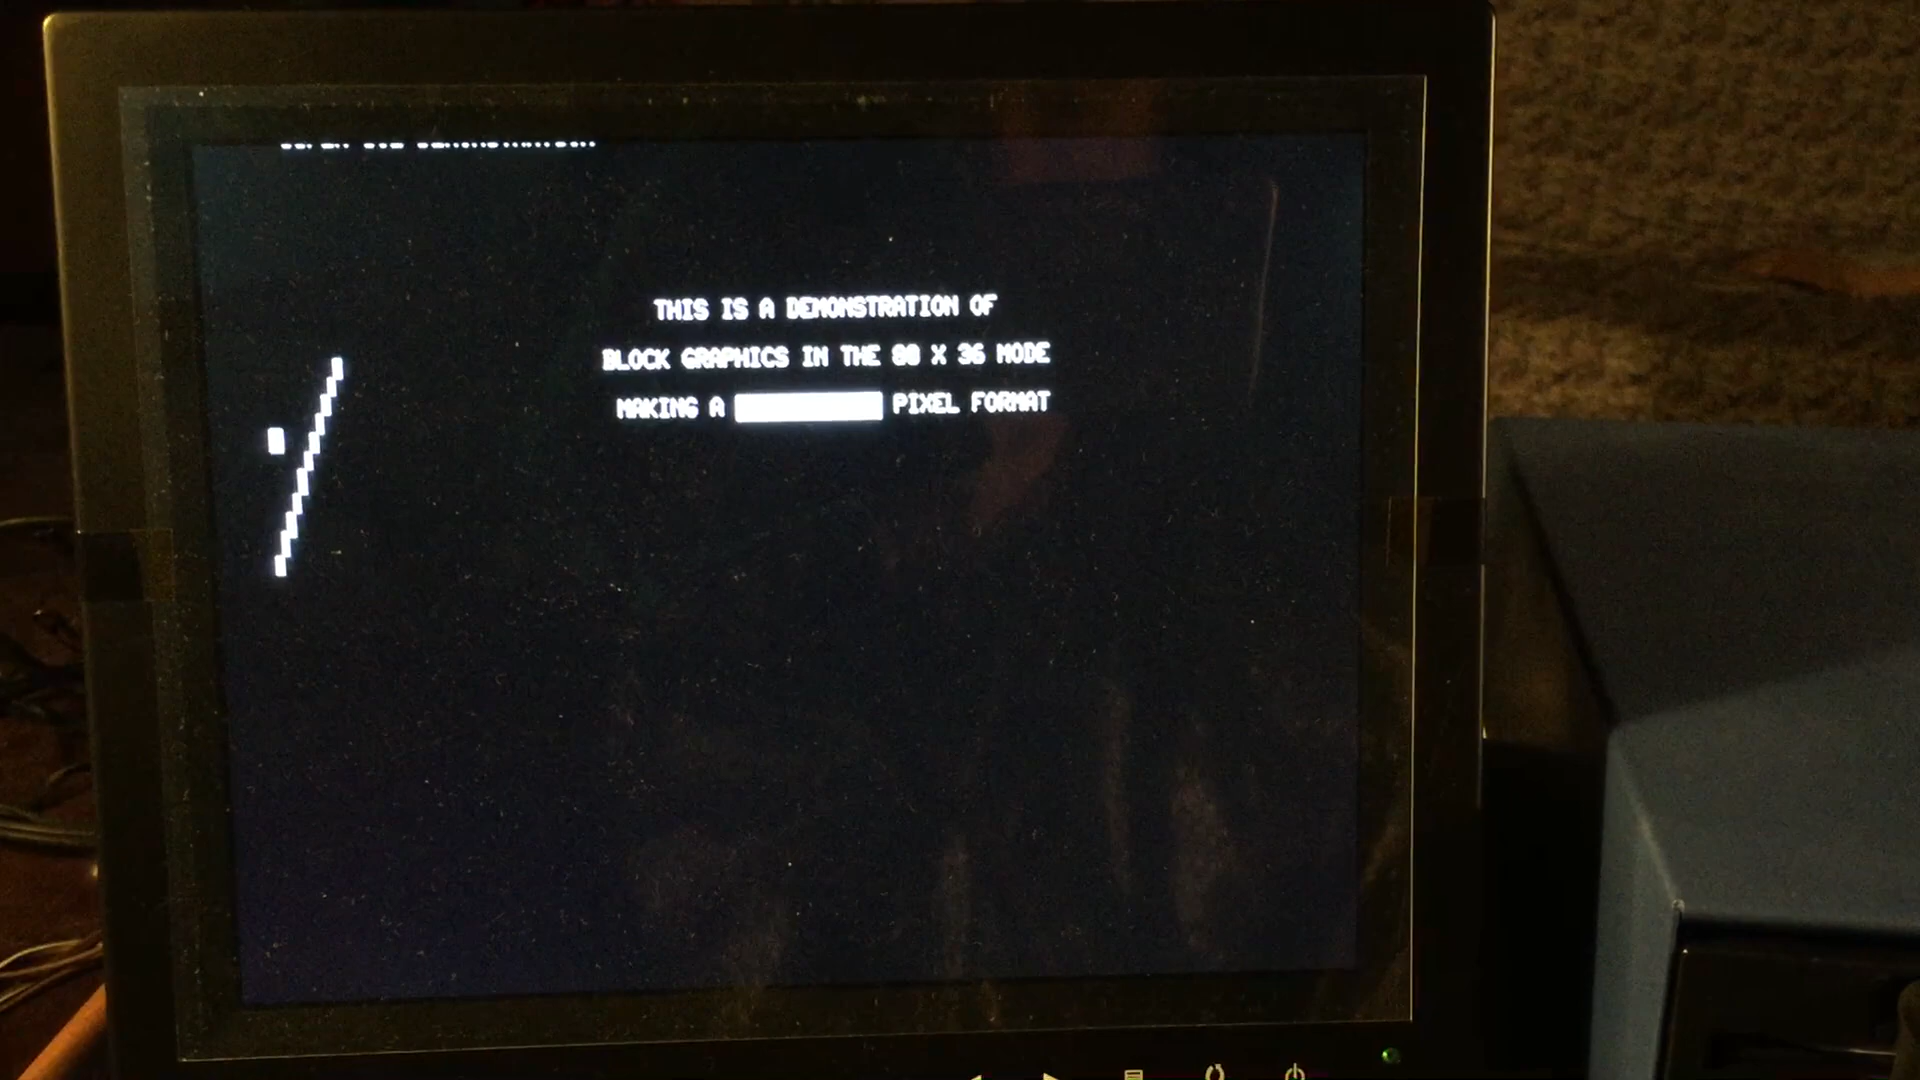 THIS IS A DEMONSTRATION OF
BLOCK GRAPHICS IN THE 80 X 36 MODE
MAKING A PIXEL FORMAT